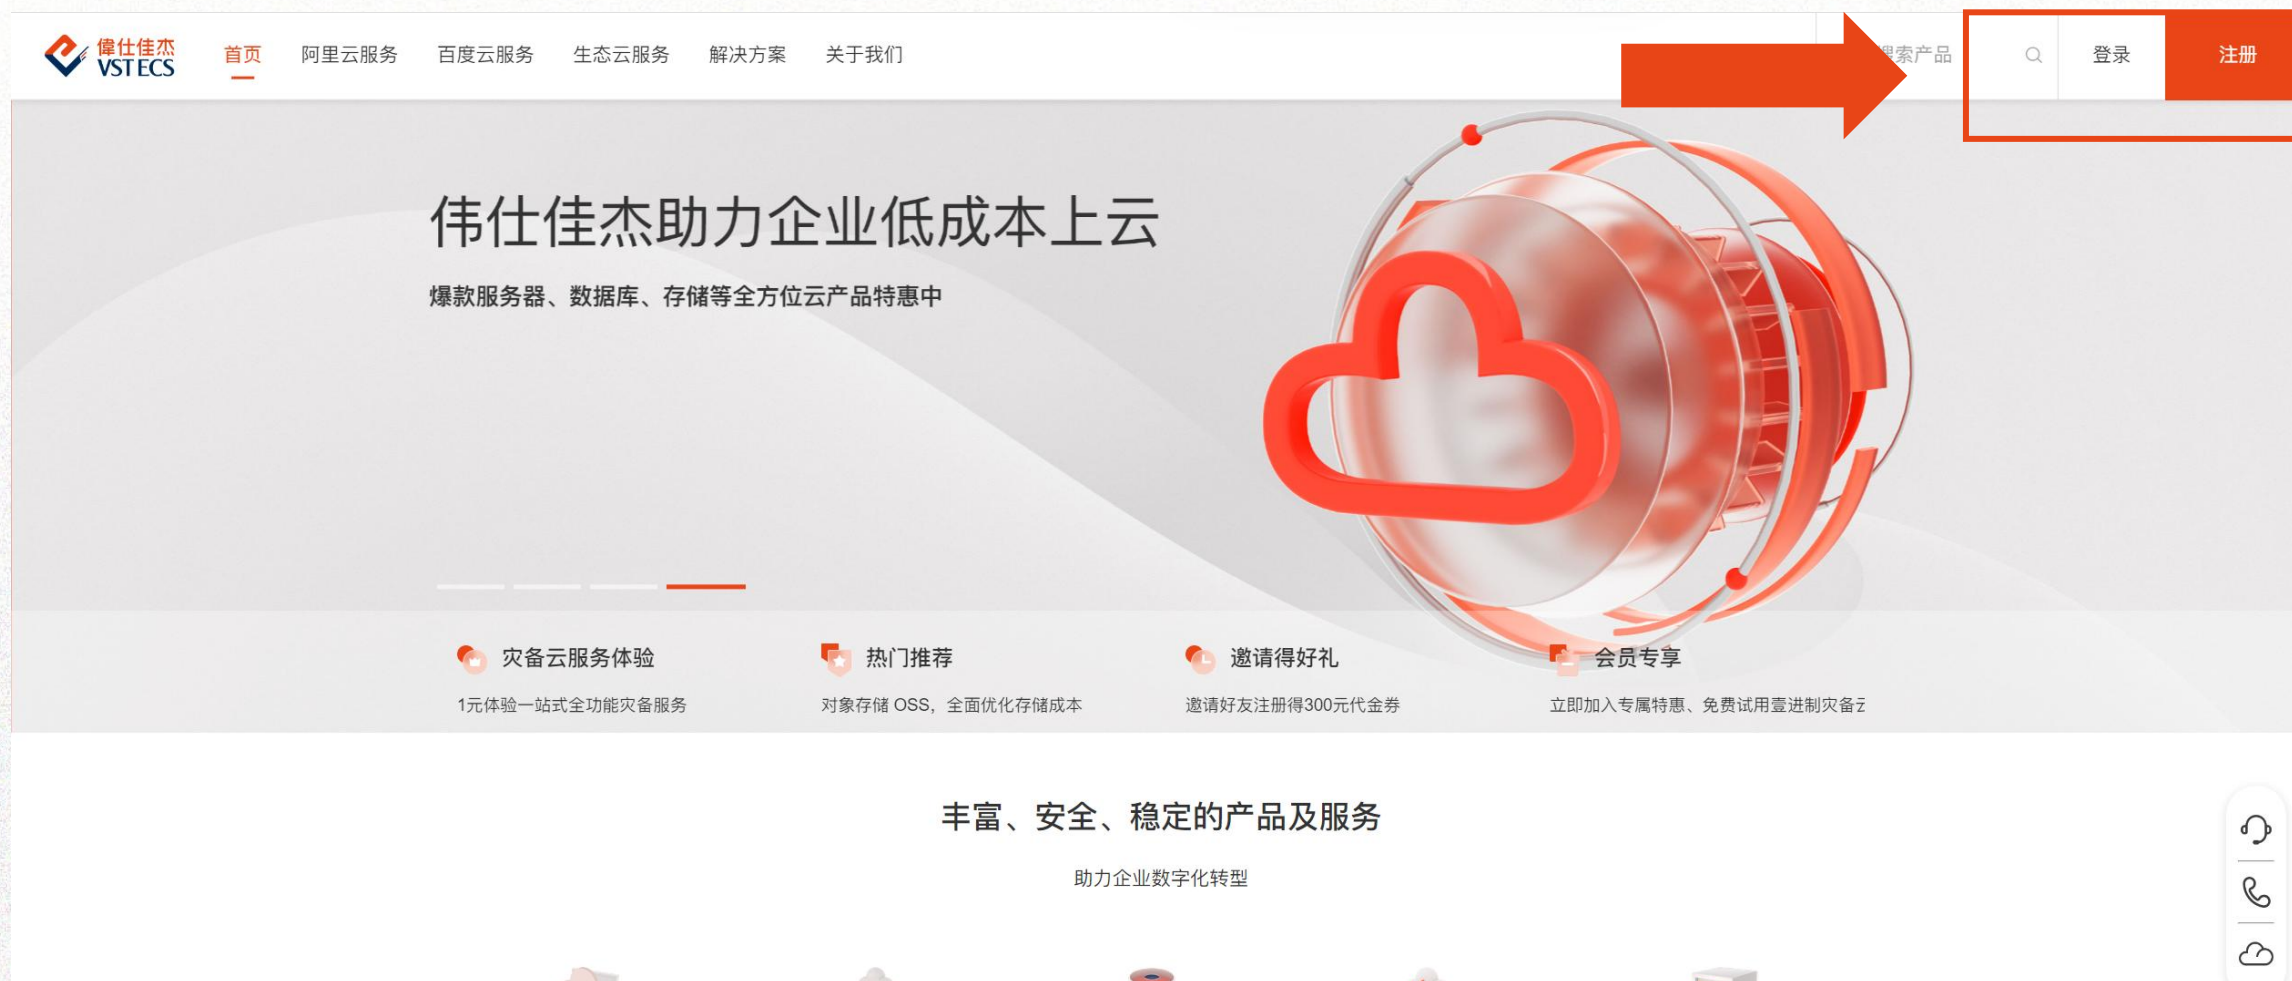 偉仕佳杰
VSTECS
首页 阿里云服务 百度云服务 生态云服务 解决方案 关于我们 索产品 登录 注册
伟仕佳杰助力企业低成本上云
爆款服务器、数据库、存储等全方位云产品特惠中
灾备云服务体验 热门推荐 邀请得好礼 会员专享
1元体验一站式全功能灾备服务 对象存储 OSS，全面优化存储成本 邀请好友注册得300元代金券 立即加入专属特惠、免费试用壹进制灾备
丰富、安全、稳定的产品及服务
助力企业数字化转型